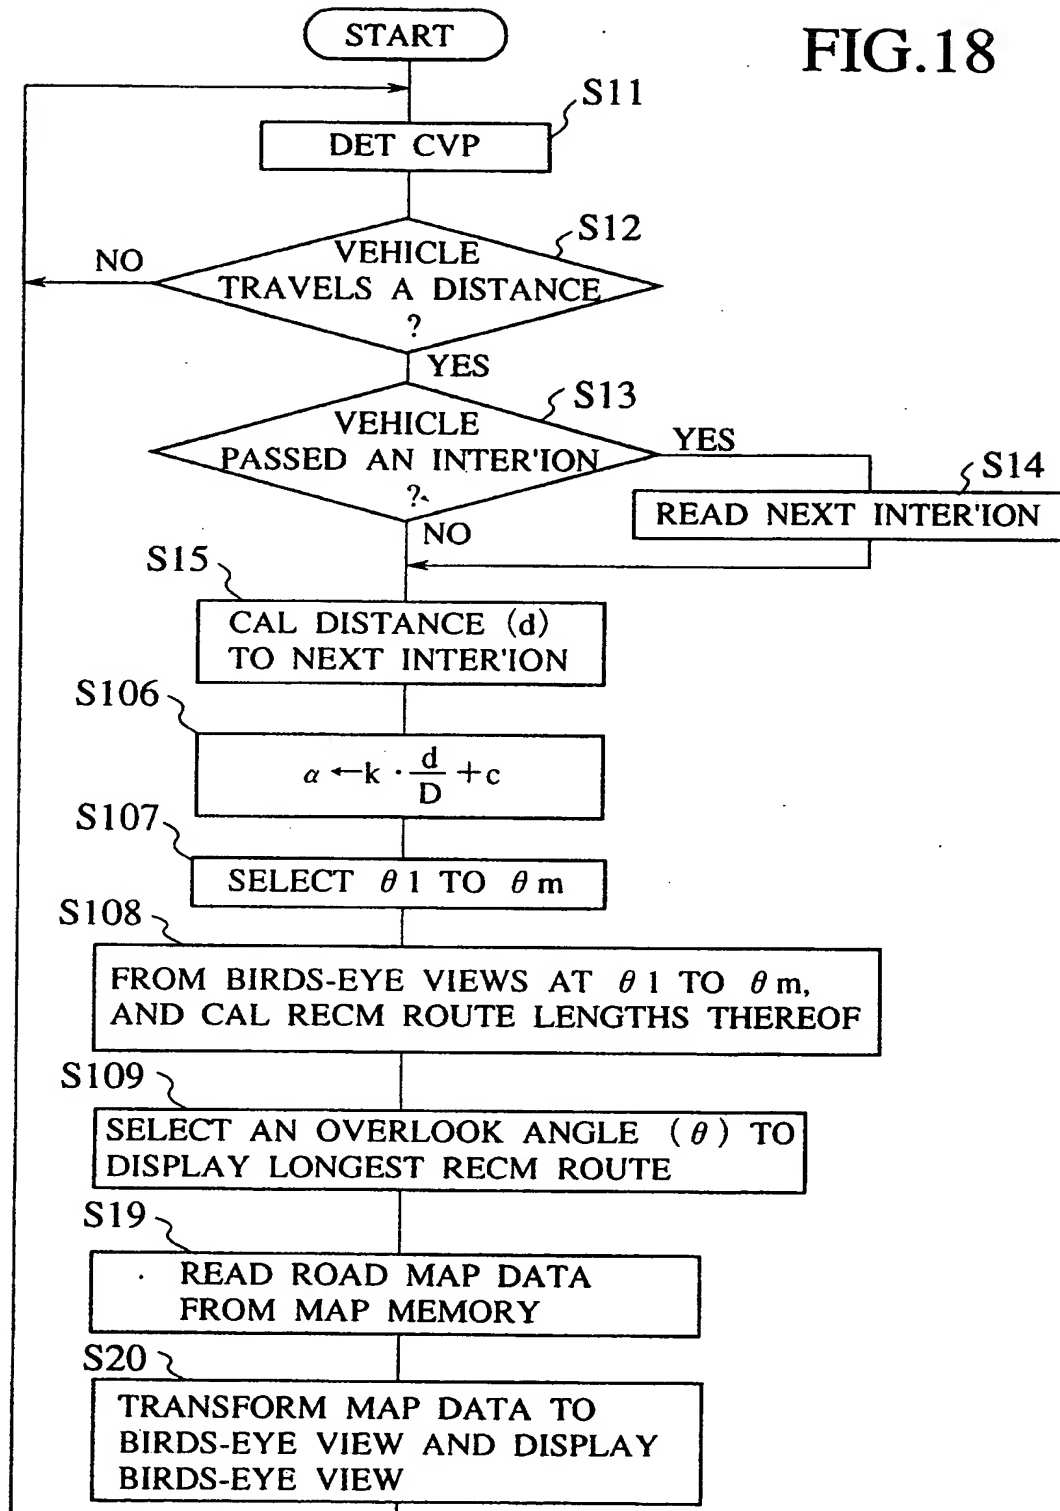 START
FIG.18
S11
DET CVP
S12
VEHICLE
TRAVELS A DISTANCE
?
NO
YES
S13
VEHICLE
PASSED AN INTER'ION
?
YES
S14
READ NEXT INTER'ION
NO
S15
CAL DISTANCE (d)
TO NEXT INTER'ION
S106
α ← k · d/D + c
S107
SELECT θ1 TO θm
S108
FROM BIRDS-EYE VIEWS AT θ1 TO θm,
AND CAL RECM ROUTE LENGTHS THEREOF
S109
SELECT AN OVERLOOK ANGLE (θ) TO
DISPLAY LONGEST RECM ROUTE
S19
READ ROAD MAP DATA
FROM MAP MEMORY
S20
TRANSFORM MAP DATA TO
BIRDS-EYE VIEW AND DISPLAY
BIRDS-EYE VIEW